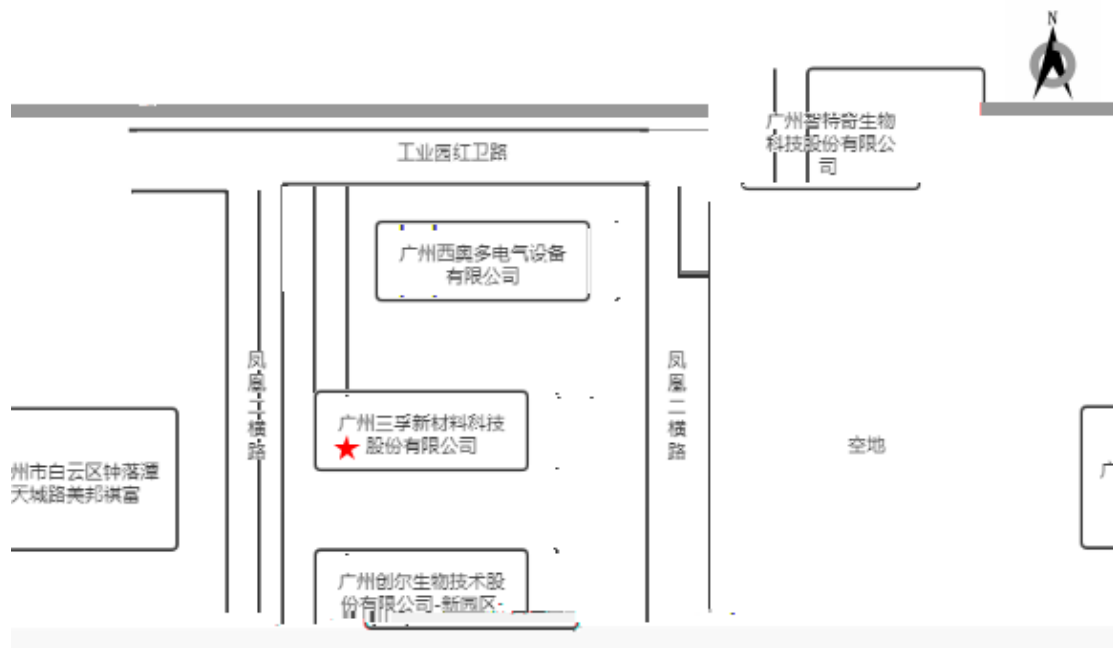 N
广州智特奇生物
科技股份有限公
司
工业园红卫路
广州西奥多电气设备
有限公司
凤凰二横路
凤凰二横路
广州三孚新材料科技
股份有限公司
空地
州市白云区钟落潭
天城路美邦祺富
广
广州创尔生物技术股
份有限公司-新园区-